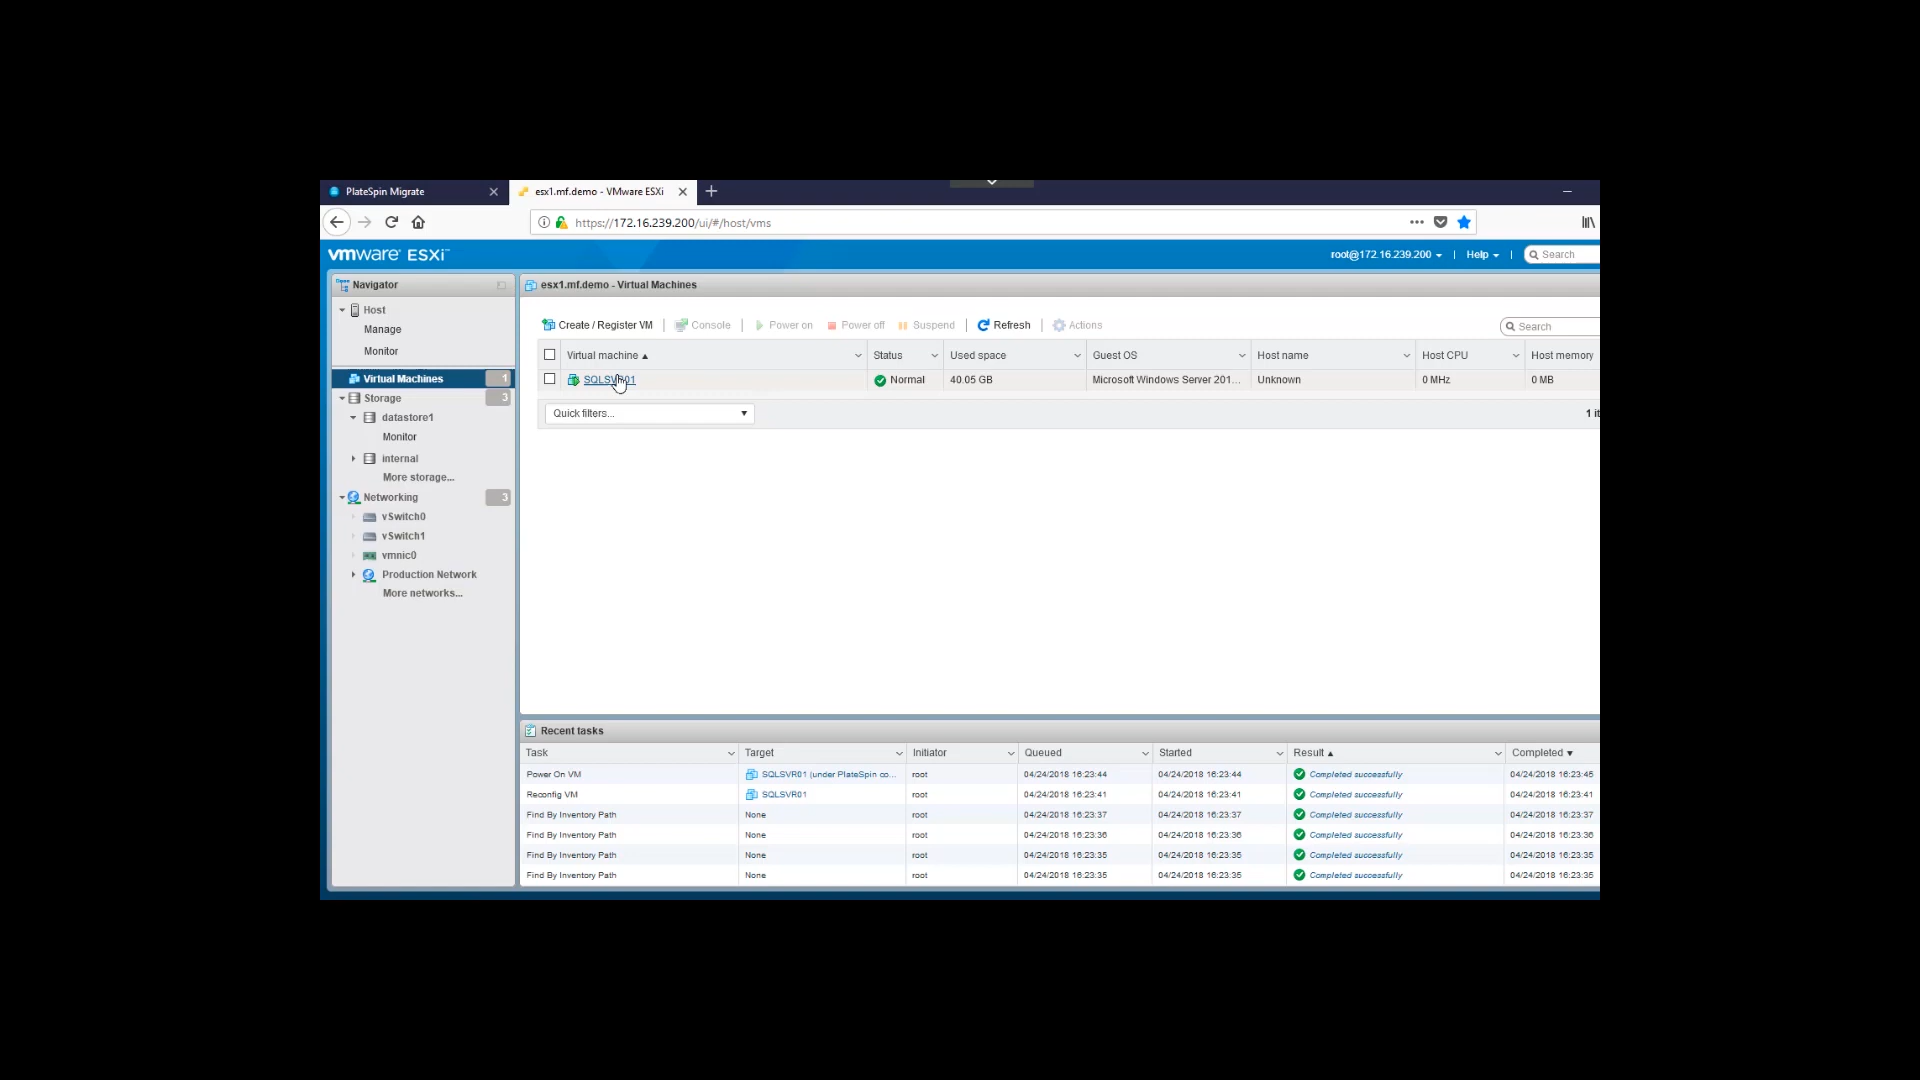 PlateSpin Migrate
esx1.mf.demo - VMware ESXi
https://172.16.239.200/ui/#/host/vms
vmware ESXi
root@172.16.239.200 | Help | Search
Navigator
Host
Manage
Monitor
Virtual Machines 1
Storage 3
datastore1
Monitor
internal
More storage...
Networking 3
vSwitch0
vSwitch1
vmnic0
Production Network
More networks...
esx1.mf.demo - Virtual Machines
Create / Register VM | Console | Power on Power off Suspend | Refresh | Actions
Search
Virtual machine Status Used space Guest OS Host name Host CPU Host memory
SQLSVR01 Normal 40.05 GB Microsoft Windows Server 201... Unknown 0 MHz 0 MB
Quick filters...
1 it
Recent tasks
Task Target Initiator Queued Started Result Completed
Power On VM SQLSVR01 (under PlateSpin co... root 04/24/2018 16:23:44 04/24/2018 16:23:44 Completed successfully 04/24/2018 16:23:45
Reconfig VM SQLSVR01 root 04/24/2018 16:23:41 04/24/2018 16:23:41 Completed successfully 04/24/2018 16:23:41
Find By Inventory Path None root 04/24/2018 16:23:37 04/24/2018 16:23:37 Completed successfully 04/24/2018 16:23:37
Find By Inventory Path None root 04/24/2018 16:23:36 04/24/2018 16:23:36 Completed successfully 04/24/2018 16:23:36
Find By Inventory Path None root 04/24/2018 16:23:35 04/24/2018 16:23:35 Completed successfully 04/24/2018 16:23:35
Find By Inventory Path None root 04/24/2018 16:23:35 04/24/2018 16:23:35 Completed successfully 04/24/2018 16:23:35